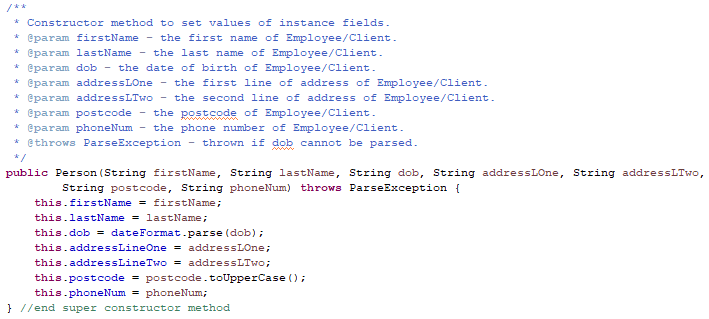 /**
 * Constructor method to set values of instance fields.
 * @param firstName - the first name of Employee/Client.
 * @param lastName - the last name of Employee/Client.
 * @param dob - the date of birth of Employee/Client.
 * @param addressLOne - the first line of address of Employee/Client.
 * @param addressLTwo - the second line of address of Employee/Client.
 * @param postcode - the postcode of Employee/Client.
 * @param phoneNum - the phone number of Employee/Client.
 * @throws ParseException - thrown if dob cannot be parsed.
 */
public Person(String firstName, String lastName, String dob, String addressLOne, String addressLTwo,
        String postcode, String phoneNum) throws ParseException {
    this.firstName = firstName;
    this.lastName = lastName;
    this.dob = dateFormat.parse(dob);
    this.addressLineOne = addressLOne;
    this.addressLineTwo = addressLTwo;
    this.postcode = postcode.toUpperCase();
    this.phoneNum = phoneNum;
} //end super constructor method